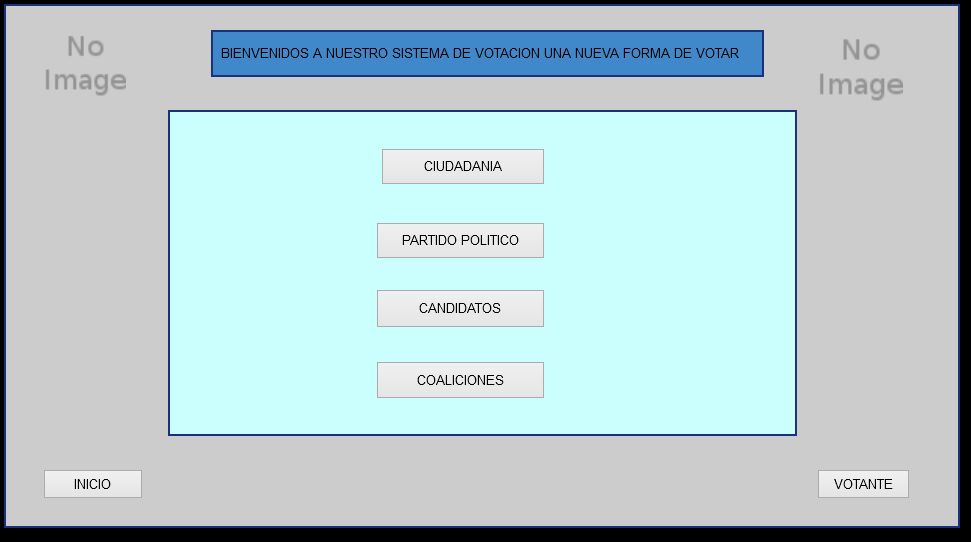 No
Image
BIENVENIDOS A NUESTRO SISTEMA DE VOTACION UNA NUEVA FORMA DE VOTAR
No
Image
CIUDADANIA
PARTIDO POLITICO
CANDIDATOS
COALICIONES
INICIO
VOTANTE